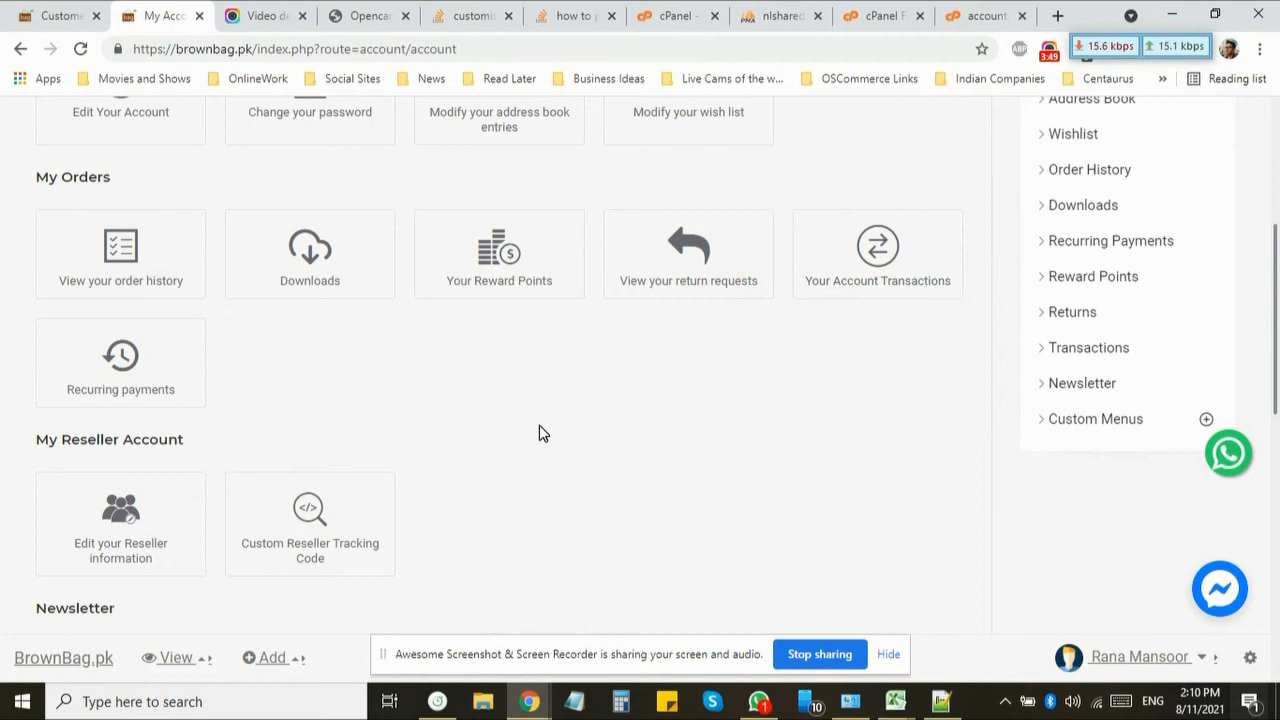 Custome
My Acco
Video de
Opencar
customiz
how to p
cPanel -
nlshared
cPanel F
account.
https://brownbag.pk/index.php?route=account/account
ABP
3:49
15.6 kbps
15.1 kbps
Apps
Movies and Shows
OnlineWork
Social Sites
News
Read Later
Business Ideas
Live Cams of the w...
OSCommerce Links
Indian Companies
Centaurus
»
Reading list
Edit Your Account
Change your password
Modify your address book
entries
Modify your wish list
My Orders
View your order history
Downloads
Your Reward Points
View your return requests
Your Account Transactions
Recurring payments
My Reseller Account
Edit your Reseller
information
Custom Reseller Tracking
Code
Newsletter
Address Book
Wishlist
Order History
Downloads
Recurring Payments
Reward Points
Returns
Transactions
Newsletter
Custom Menus
BrownBag.pk
View
Add
Awesome Screenshot & Screen Recorder is sharing your screen and audio.
Stop sharing
Hide
Rana Mansoor
Type here to search
1
10
ENG
2:10 PM
8/11/2021
1